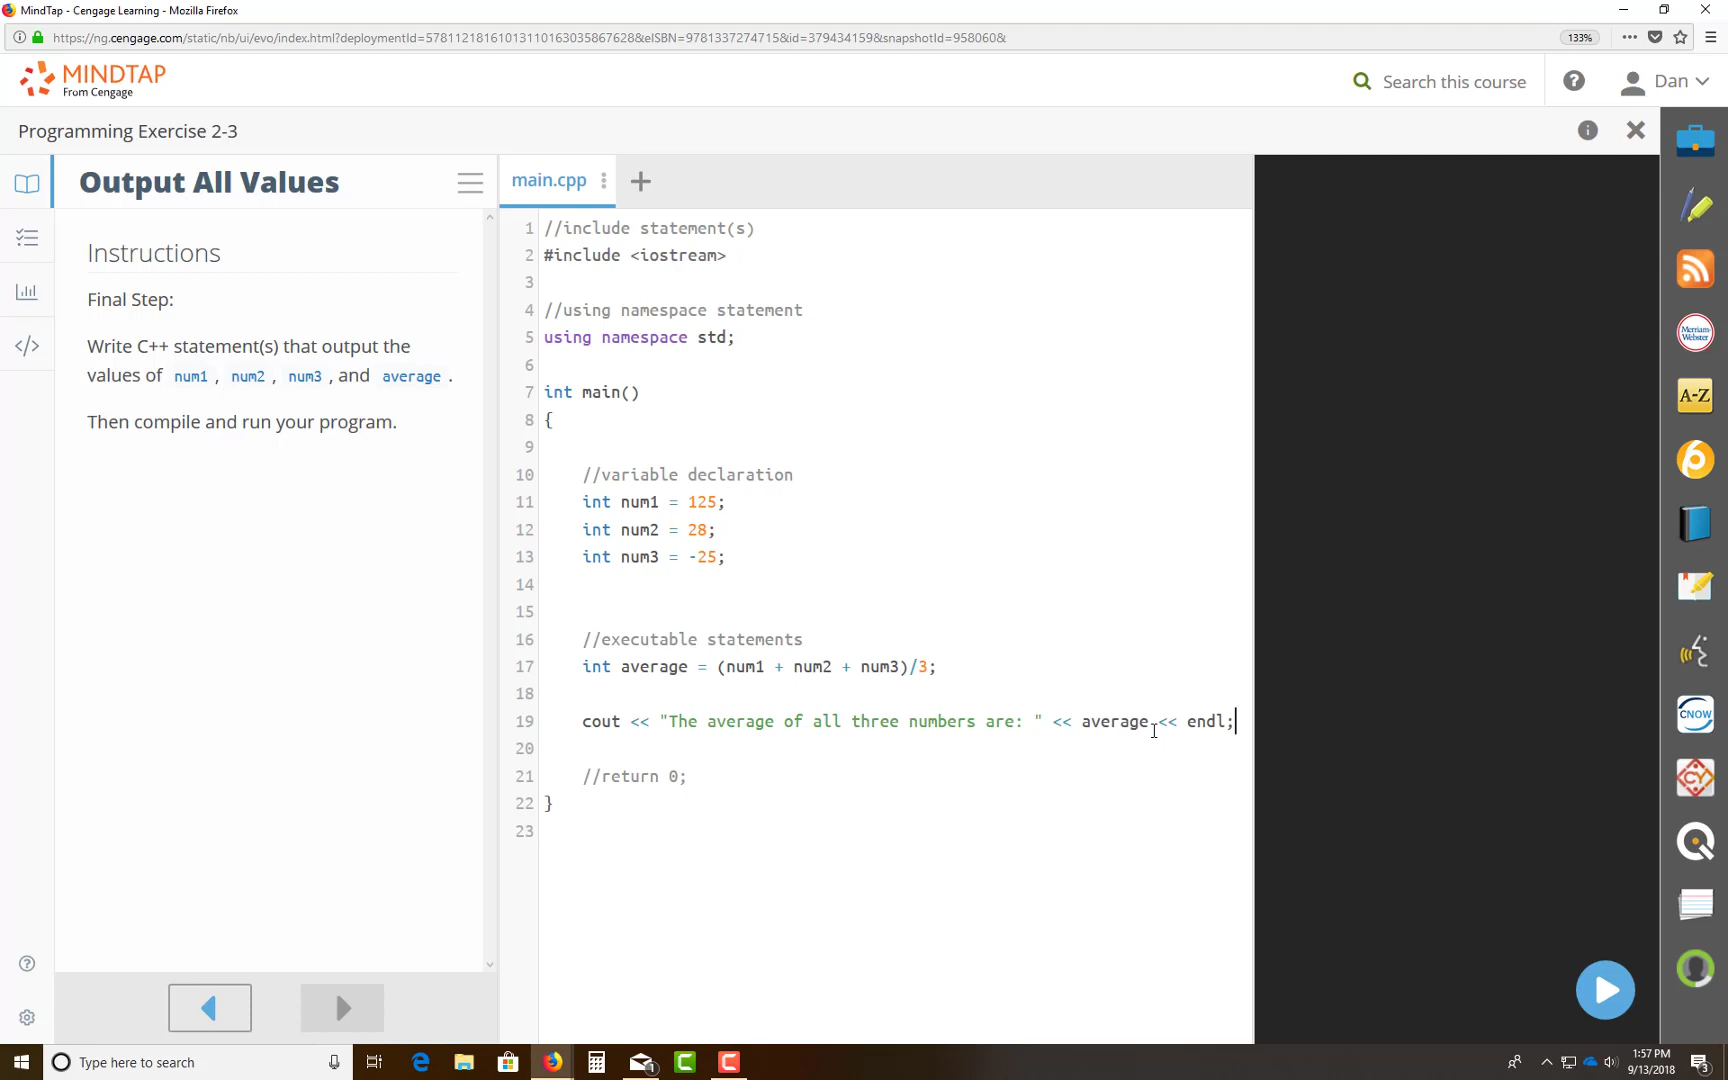 MindTap - Cengage Learning - Mozilla Firefox
https://ng.cengage.com/static/nb/ui/evo/index.html?deploymentId=57811218161013110163035867628&eISBN=9781337274715&id=379434159&snapshotId=958060&
133%
MINDTAP
From Cengage
Search this course
Dan
Programming Exercise 2-3
Output All Values
main.cpp
Instructions
Final Step:
Write C++ statement(s) that output the
values of num1 , num2 , num3 , and average .
Then compile and run your program.
1 //include statement(s)
2 #include <iostream>
3
4 //using namespace statement
5 using namespace std;
6
7 int main()
8 {
9
10 //variable declaration
11 int num1 = 125;
12 int num2 = 28;
13 int num3 = -25;
14
15
16 //executable statements
17 int average = (num1 + num2 + num3)/3;
18
19 cout << "The average of all three numbers are: " << average << endl;
20
21 //return 0;
22 }
23
Merriam-
Webster
A-Z
CNOW
CY
Type here to search
1
1:57 PM
9/13/2018
3